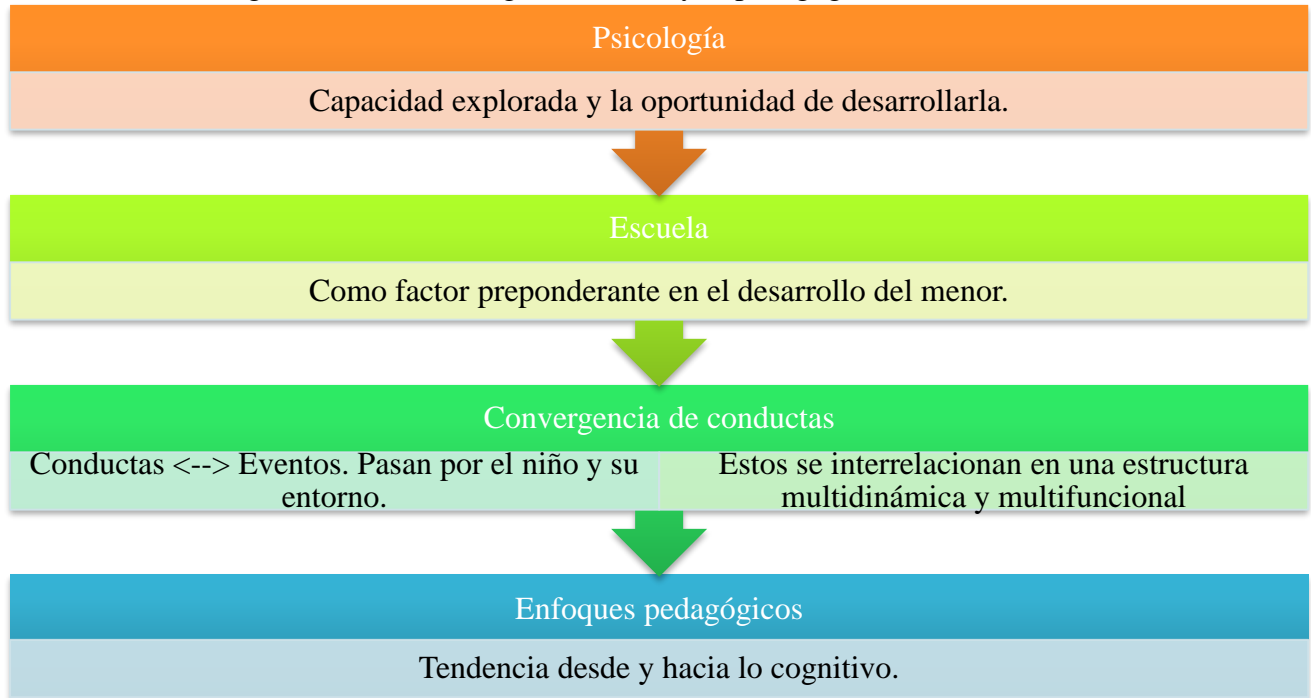 Psicología
Capacidad explorada y la oportunidad de desarrollarla.
Escuela
Como factor preponderante en el desarrollo del menor.
Convergencia de conductas
Conductas <--> Eventos. Pasan por el niño y su
entorno.
Estos se interrelacionan en una estructura
multidinámica y multifuncional
Enfoques pedagógicos
Tendencia desde y hacia lo cognitivo.